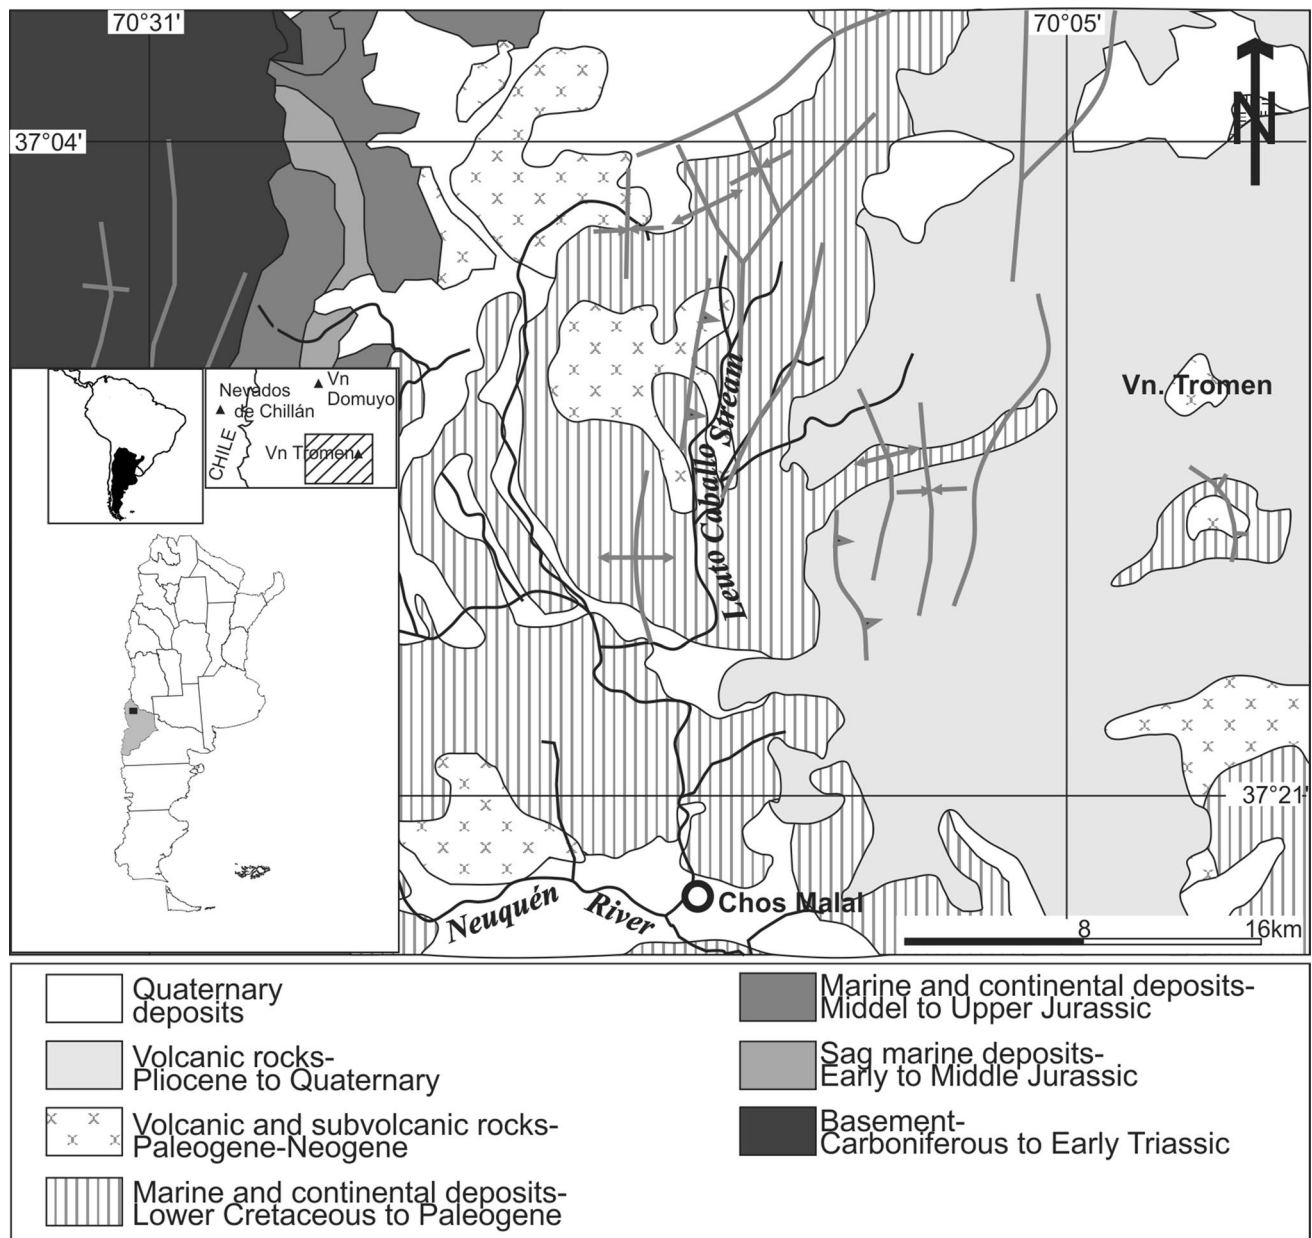 70°31'
70°05'
N
37°04'
Nevados
de Chillán
Vn
Domuyo
CHILE
Vn Tromen
Vn. Tromen
Leuto Caballo Stream
37°21'
Neuquén River
Chos Malal
8
16km
Quaternary
deposits
Volcanic rocks-
Pliocene to Quaternary
Volcanic and subvolcanic rocks-
Paleogene-Neogene
Marine and continental deposits-
Lower Cretaceous to Paleogene
Marine and continental deposits-
Middel to Upper Jurassic
Sag marine deposits-
Early to Middle Jurassic
Basement-
Carboniferous to Early Triassic